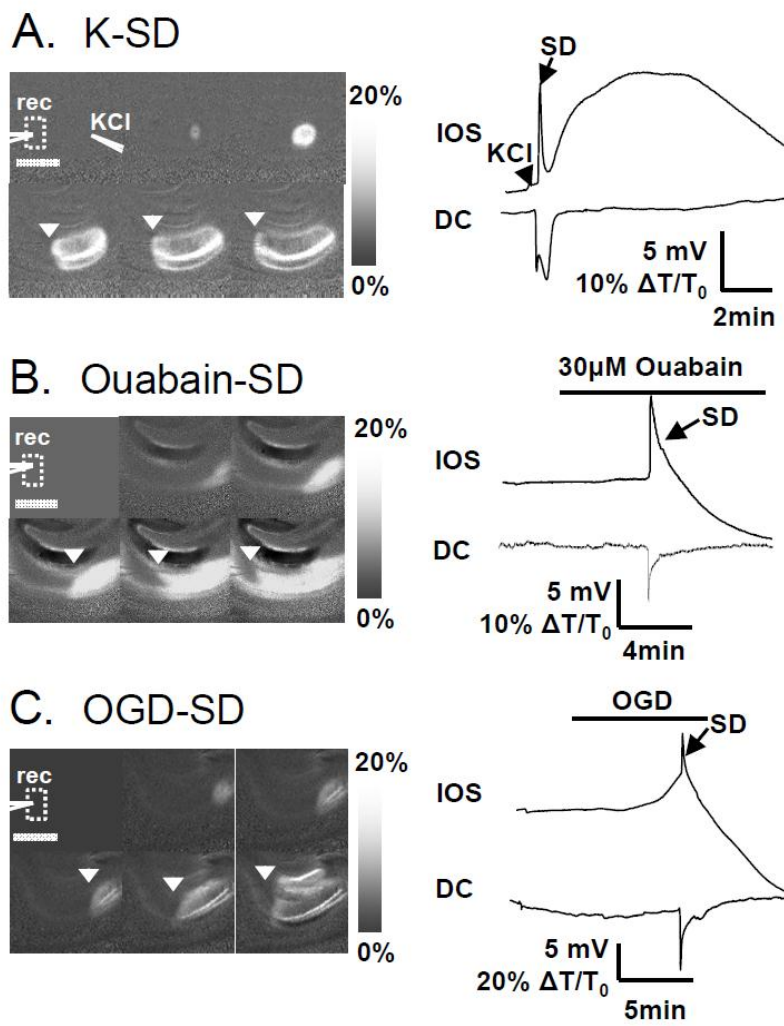 A. K-SD
rec
KCl
20%
0%
SD
IOS
KCl
DC
5 mV
10% ΔT/T₀
2min
B. Ouabain-SD
rec
20%
0%
30μM Ouabain
SD
IOS
DC
5 mV
10% ΔT/T₀
4min
C. OGD-SD
rec
20%
0%
OGD
SD
IOS
DC
5 mV
20% ΔT/T₀
5min